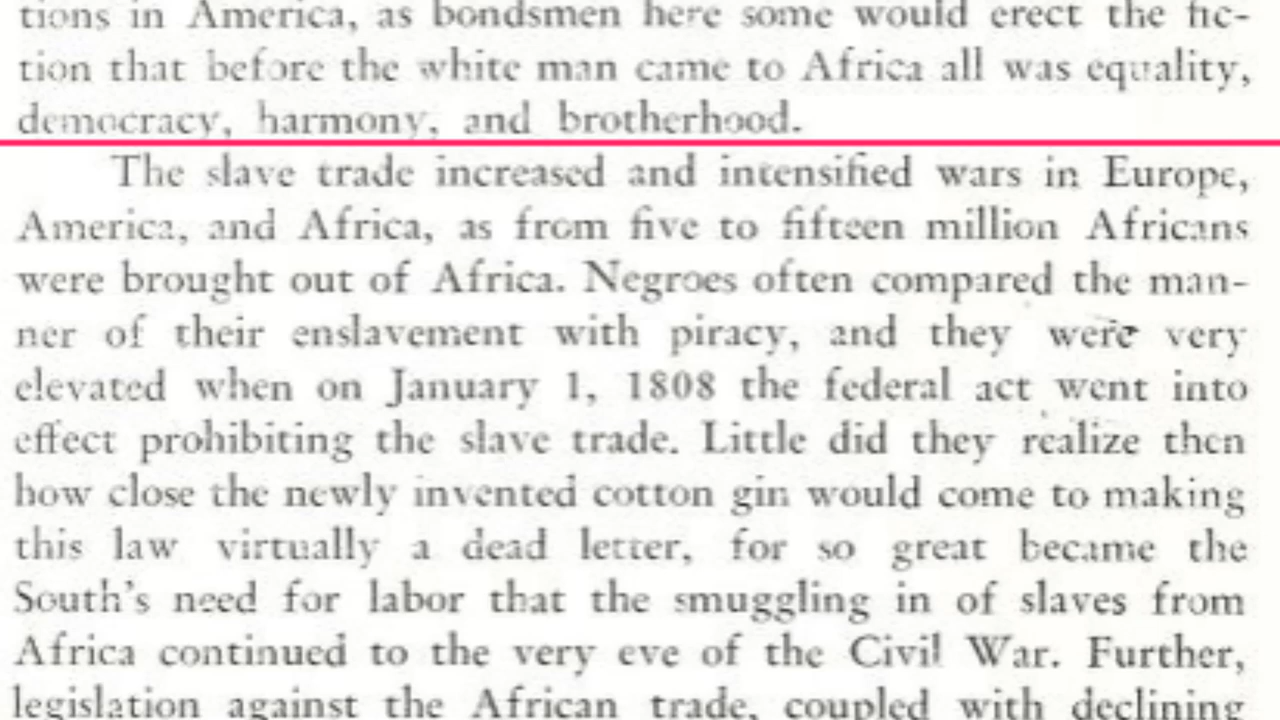 tions in America, as bondsmen here some would erect the fic-
tion that before the white man came to Africa all was equality,
democracy, harmony, and brotherhood.
The slave trade increased and intensified wars in Europe,
America, and Africa, as from five to fifteen million Africans
were brought out of Africa. Negroes often compared the man-
ner of their enslavement with piracy, and they were very
elevated when on January 1, 1808 the federal act went into
effect prohibiting the slave trade. Little did they realize then
how close the newly invented cotton gin would come to making
this law virtually a dead letter, for so great became the
South's need for labor that the smuggling in of slaves from
Africa continued to the very eve of the Civil War. Further,
legislation against the African trade, coupled with declining